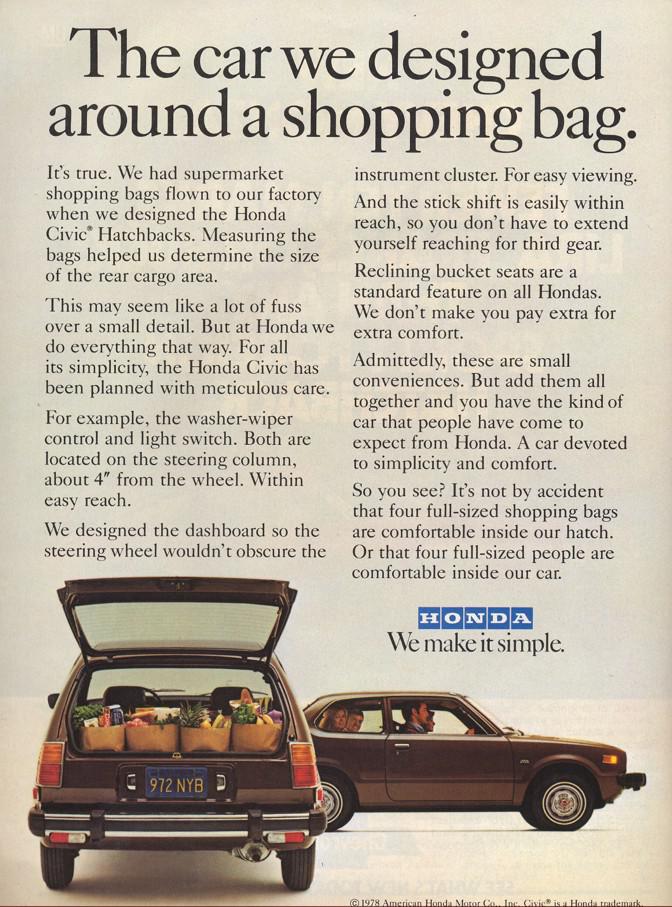 The car we designed
around a shopping bag.
It's true. We had supermarket
shopping bags flown to our factory
when we designed the Honda
Civic® Hatchbacks. Measuring the
bags helped us determine the size
of the rear cargo area.
This may seem like a lot of fuss
over a small detail. But at Honda we
do everything that way. For all
its simplicity, the Honda Civic has
been planned with meticulous care.
For example, the washer-wiper
control and light switch. Both are
located on the steering column,
about 4″ from the wheel. Within
easy reach.
We designed the dashboard so the
steering wheel wouldn't obscure the
instrument cluster. For easy viewing.
And the stick shift is easily within
reach, so you don't have to extend
yourself reaching for third gear.
Reclining bucket seats are a
standard feature on all Hondas.
We don't make you pay extra for
extra comfort.
Admittedly, these are small
conveniences. But add them all
together and you have the kind of
car that people have come to
expect from Honda. A car devoted
to simplicity and comfort.
So you see? It's not by accident
that four full-sized shopping bags
are comfortable inside our hatch.
Or that four full-sized people are
comfortable inside our car.
HONDA
We make it simple.
972 NYB
©1978 American Honda Motor Co., Inc. Civic® is a Honda trademark.